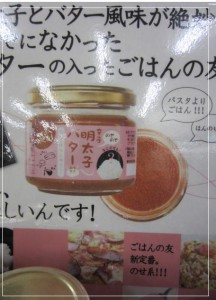 子とバター風味が絶
でになかった
ターの入ったごはんの友
パスタより
ごはん!!!
明太子
バター
しいんです!
ごはんの友
新定番。
のせ系!!!